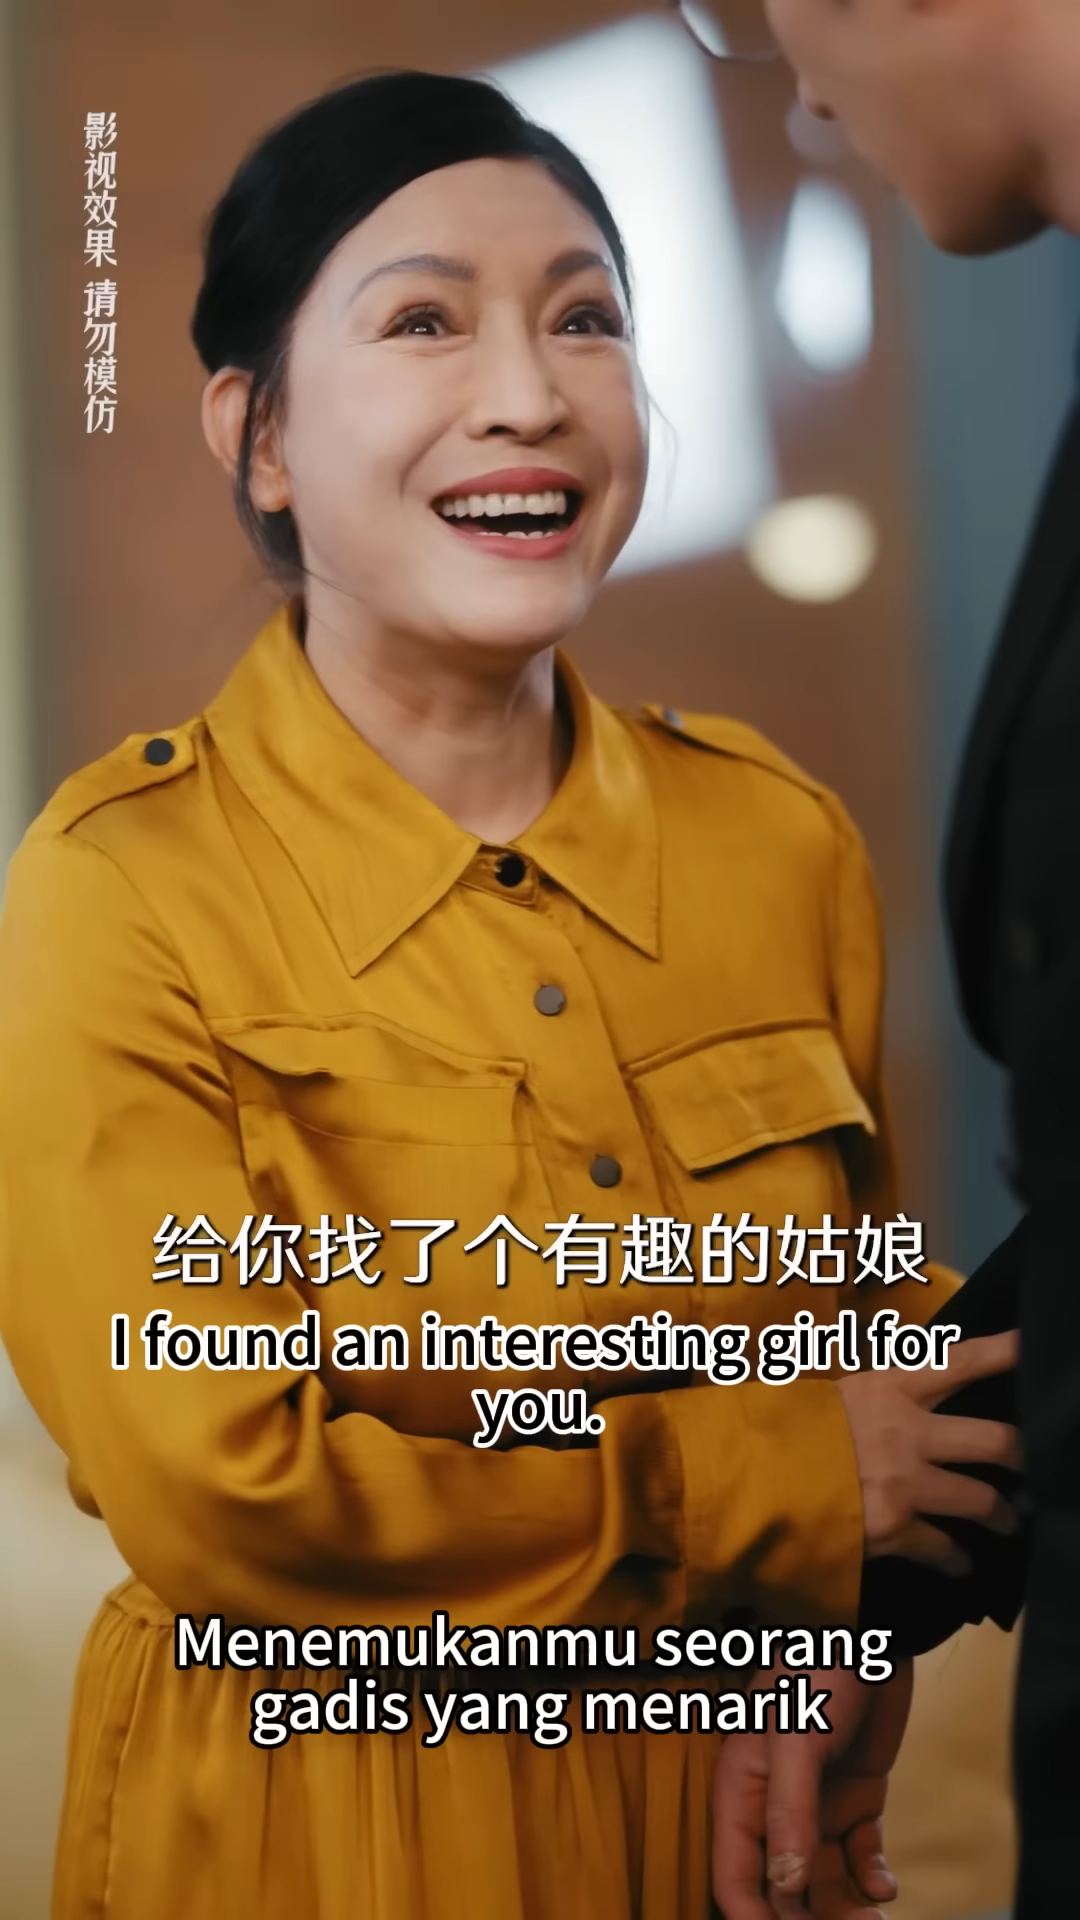 影视效果 请勿模仿
给你找了个有趣的姑娘
I found an interesting girl for
you.
Menemukanmu seorang
gadis yang menarik